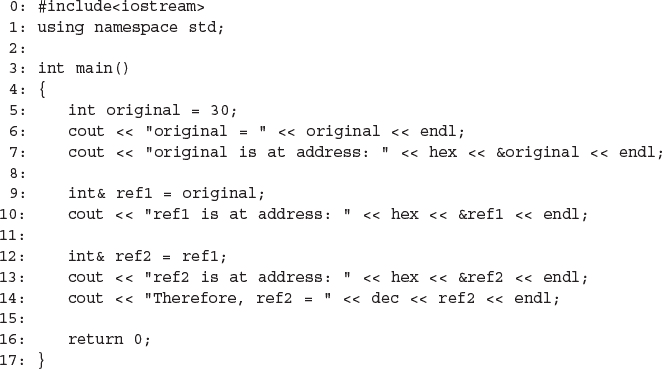 0: #include<iostream>
1: using namespace std;
2:
3: int main()
4: {
5:    int original = 30;
6:    cout << "original = " << original << endl;
7:    cout << "original is at address: " << hex << &original << endl;
8:
9:    int& ref1 = original;
10:    cout << "ref1 is at address: " << hex << &ref1 << endl;
11:
12:    int& ref2 = ref1;
13:    cout << "ref2 is at address: " << hex << &ref2 << endl;
14:    cout << "Therefore, ref2 = " << dec << ref2 << endl;
15:
16:    return 0;
17: }